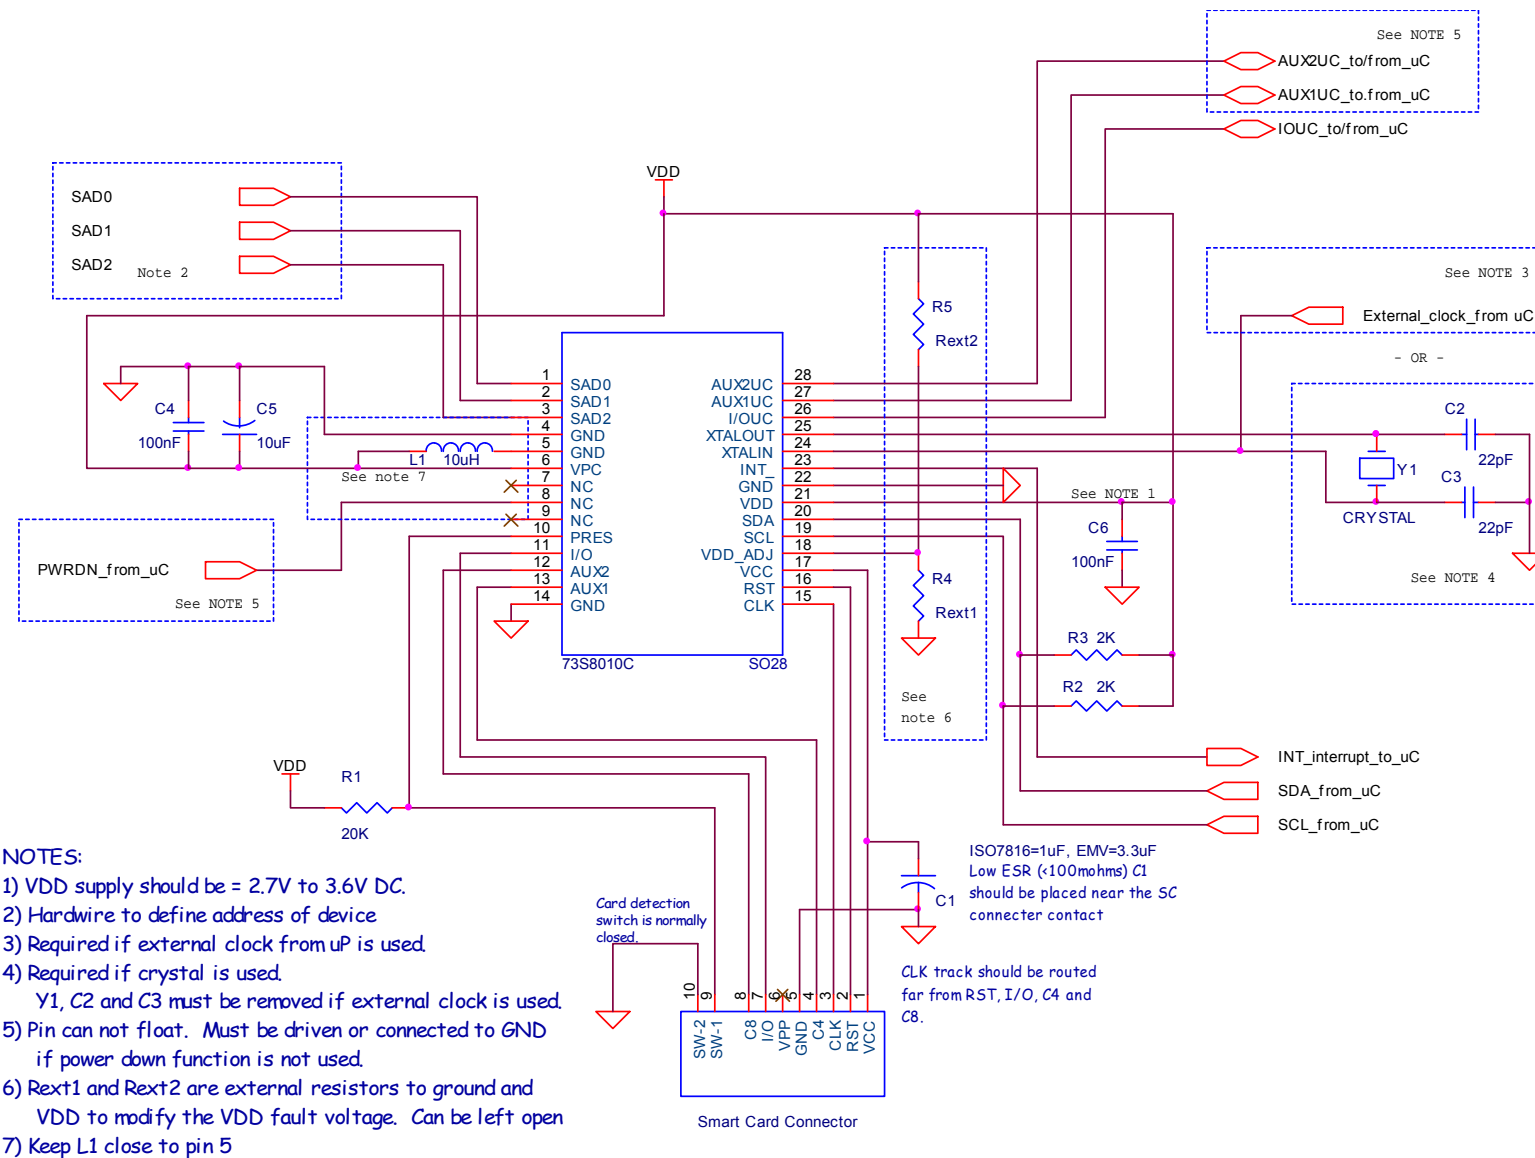 See NOTE 5
AUX2UC_to/from_uC
AUX1UC_to.from_uC
IOUC_to/from_uC
VDD
SAD0
SAD1
SAD2
Note 2
See NOTE 3
External_clock_from uC
- OR -
R5
Rext2
C4
100nF
C5
10uF
L1
10uH
See note 7
1
2
3
4
5
6
7
8
9
10
11
12
13
14
SAD0
SAD1
SAD2
GND
GND
VPC
NC
NC
NC
PRES
I/O
AUX2
AUX1
GND
AUX2UC
AUX1UC
I/OUC
XTALOUT
XTALIN
INT_
GND
VDD
SDA
SCL
VDD_ADJ
VCC
RST
CLK
28
27
26
25
24
23
22
21
20
19
18
17
16
15
73S8010C
SO28
C2
22pF
Y1
CRYSTAL
C3
22pF
See NOTE 4
See NOTE 1
C6
100nF
R4
Rext1
See
note 6
PWRDN_from_uC
See NOTE 5
R3 2K
R2 2K
INT_interrupt_to_uC
SDA_from_uC
SCL_from_uC
VDD
R1
20K
ISO7816=1uF, EMV=3.3uF
Low ESR (<100mohms) C1
should be placed near the SC
connecter contact
C1
CLK track should be routed
far from RST, I/O, C4 and
C8.
Card detection
switch is normally
closed.
10
9
8
7
6
5
4
3
2
1
SW-2
SW-1
C8
I/O
VPP
GND
C4
CLK
RST
VCC
Smart Card Connector
NOTES:
1) VDD supply should be = 2.7V to 3.6V DC.
2) Hardwire to define address of device
3) Required if external clock from uP is used.
4) Required if crystal is used.
Y1, C2 and C3 must be removed if external clock is used.
5) Pin can not float. Must be driven or connected to GND
if power down function is not used.
6) Rext1 and Rext2 are external resistors to ground and
VDD to modify the VDD fault voltage. Can be left open
7) Keep L1 close to pin 5